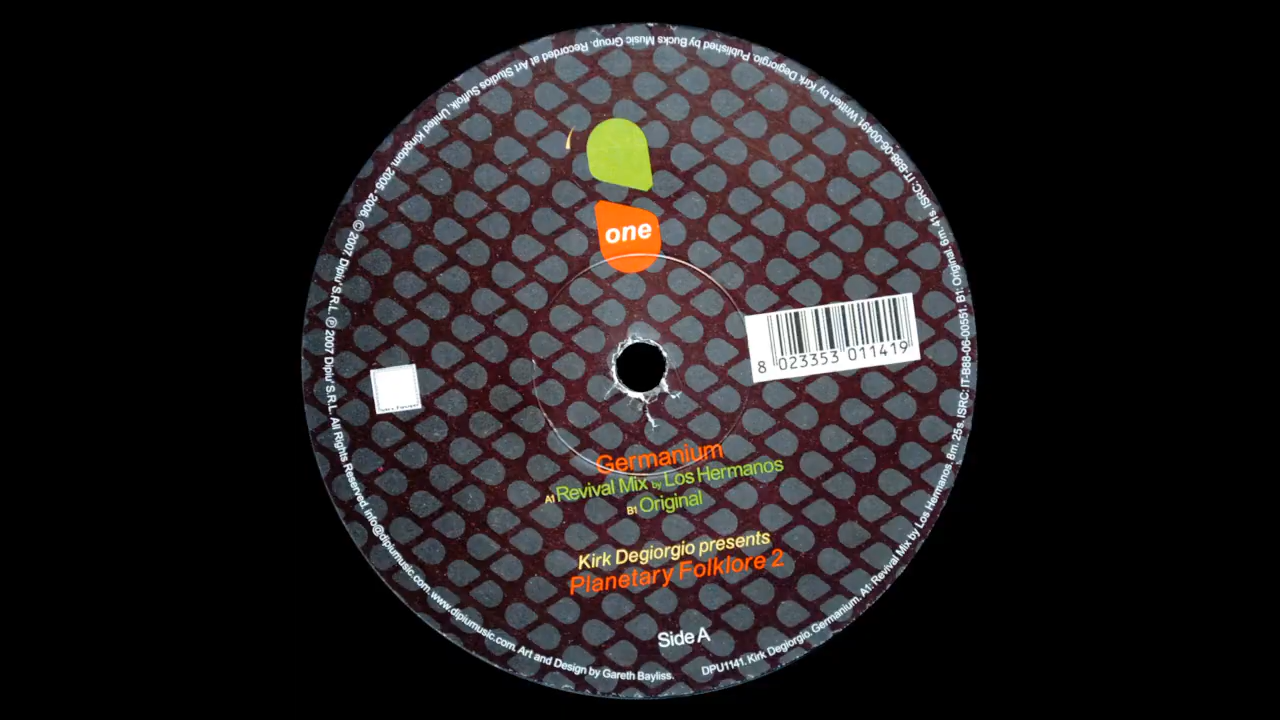 one
8 023353 011419
Germanium
A1 Revival Mix by Los Hermanos
B1 Original
Kirk Degiorgio presents
Planetary Folklore 2
Side A
DPU1141. Kirk Degiorgio. Germanium. A1: Revival Mix by Los Hermanos. 8m. 25s. ISRC: IT-B88-06-00551. B1: Original. 6m. 41s. ISRC: IT-B88-06-00491. Written by Kirk Degiorgio. Published by Bucks Music Group. Recorded at Art Studios Suffolk, United Kingdom. 2005 - 2006. © 2007. Dipiu' S.R.L. ℗ 2007 Dipiu' S.R.L. All Rights Reserved. info@dipiumusic.com. www.dipiumusic.com. Art and Design by Gareth Bayliss.